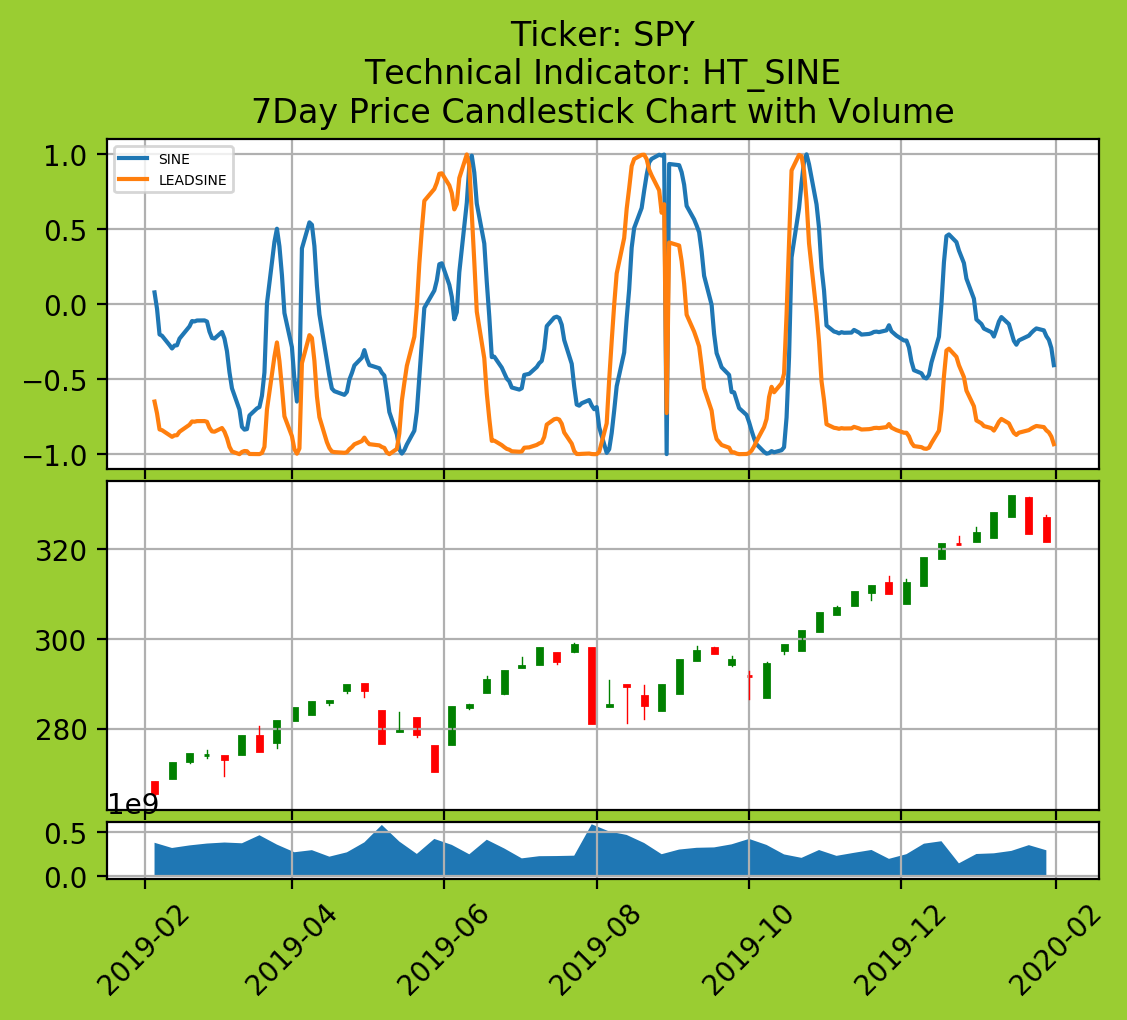 Ticker: SPY
Technical Indicator: HT_SINE
7Day Price Candlestick Chart with Volume
SINE
LEADSINE
1.0
0.5
0.0
−0.5
−1.0
320
300
280
1e9
0.5
0.0
2019-02
2019-04
2019-06
2019-08
2019-10
2019-12
2020-02